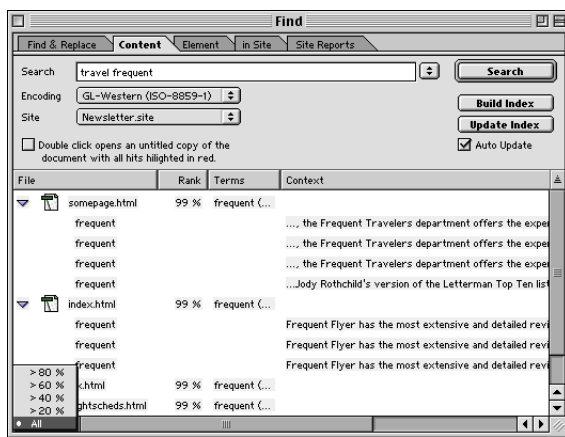 Find
Find & Replace Content Element in Site Site Reports
Search travel frequent Search
Encoding GL-Western (ISO-8859-1) Build Index
Site Newsletter.site Update Index
Double click opens an untitled copy of the Auto Update
document with all hits hilighted in red.
File Rank Terms Context
somepage.html 99 % frequent (...
frequent ..., the Frequent Travelers department offers the exper
frequent ..., the Frequent Travelers department offers the exper
frequent ..., the Frequent Travelers department offers the exper
frequent ...Jody Rothchild's version of the Letterman Top Ten list
index.html 99 % frequent (...
frequent Frequent Flyer has the most extensive and detailed revi
frequent Frequent Flyer has the most extensive and detailed revi
frequent Frequent Flyer has the most extensive and detailed revi
> 80 %
> 60 % x.html 99 % frequent (...
> 40 %
> 20 % ghtscheds.html 99 % frequent (...
• All